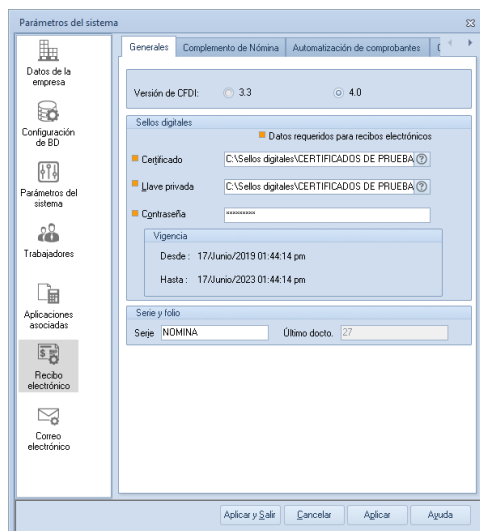 Parámetros del sistema
Datos de la
empresa
Configuración
de BD
Parámetros del
sistema
Trabajadores
Aplicaciones
asociadas
Recibo
electrónico
Correo
electrónico
Generales Complemento de Nómina Automatización de comprobantes
Versión de CFDI: 3.3 4.0
Sellos digitales
Datos requeridos para recibos electrónicos
Certificado C:\Sellos digitales\CERTIFICADOS DE PRUEBA
Llave privada C:\Sellos digitales\CERTIFICADOS DE PRUEBA
Contraseña *********
Vigencia
Desde : 17/Junio/2019 01:44:14 pm
Hasta : 17/Junio/2023 01:44:14 pm
Serie y folio
Serie NOMINA Último docto. 27
Aplicar y Salir Cancelar Aplicar Ayuda